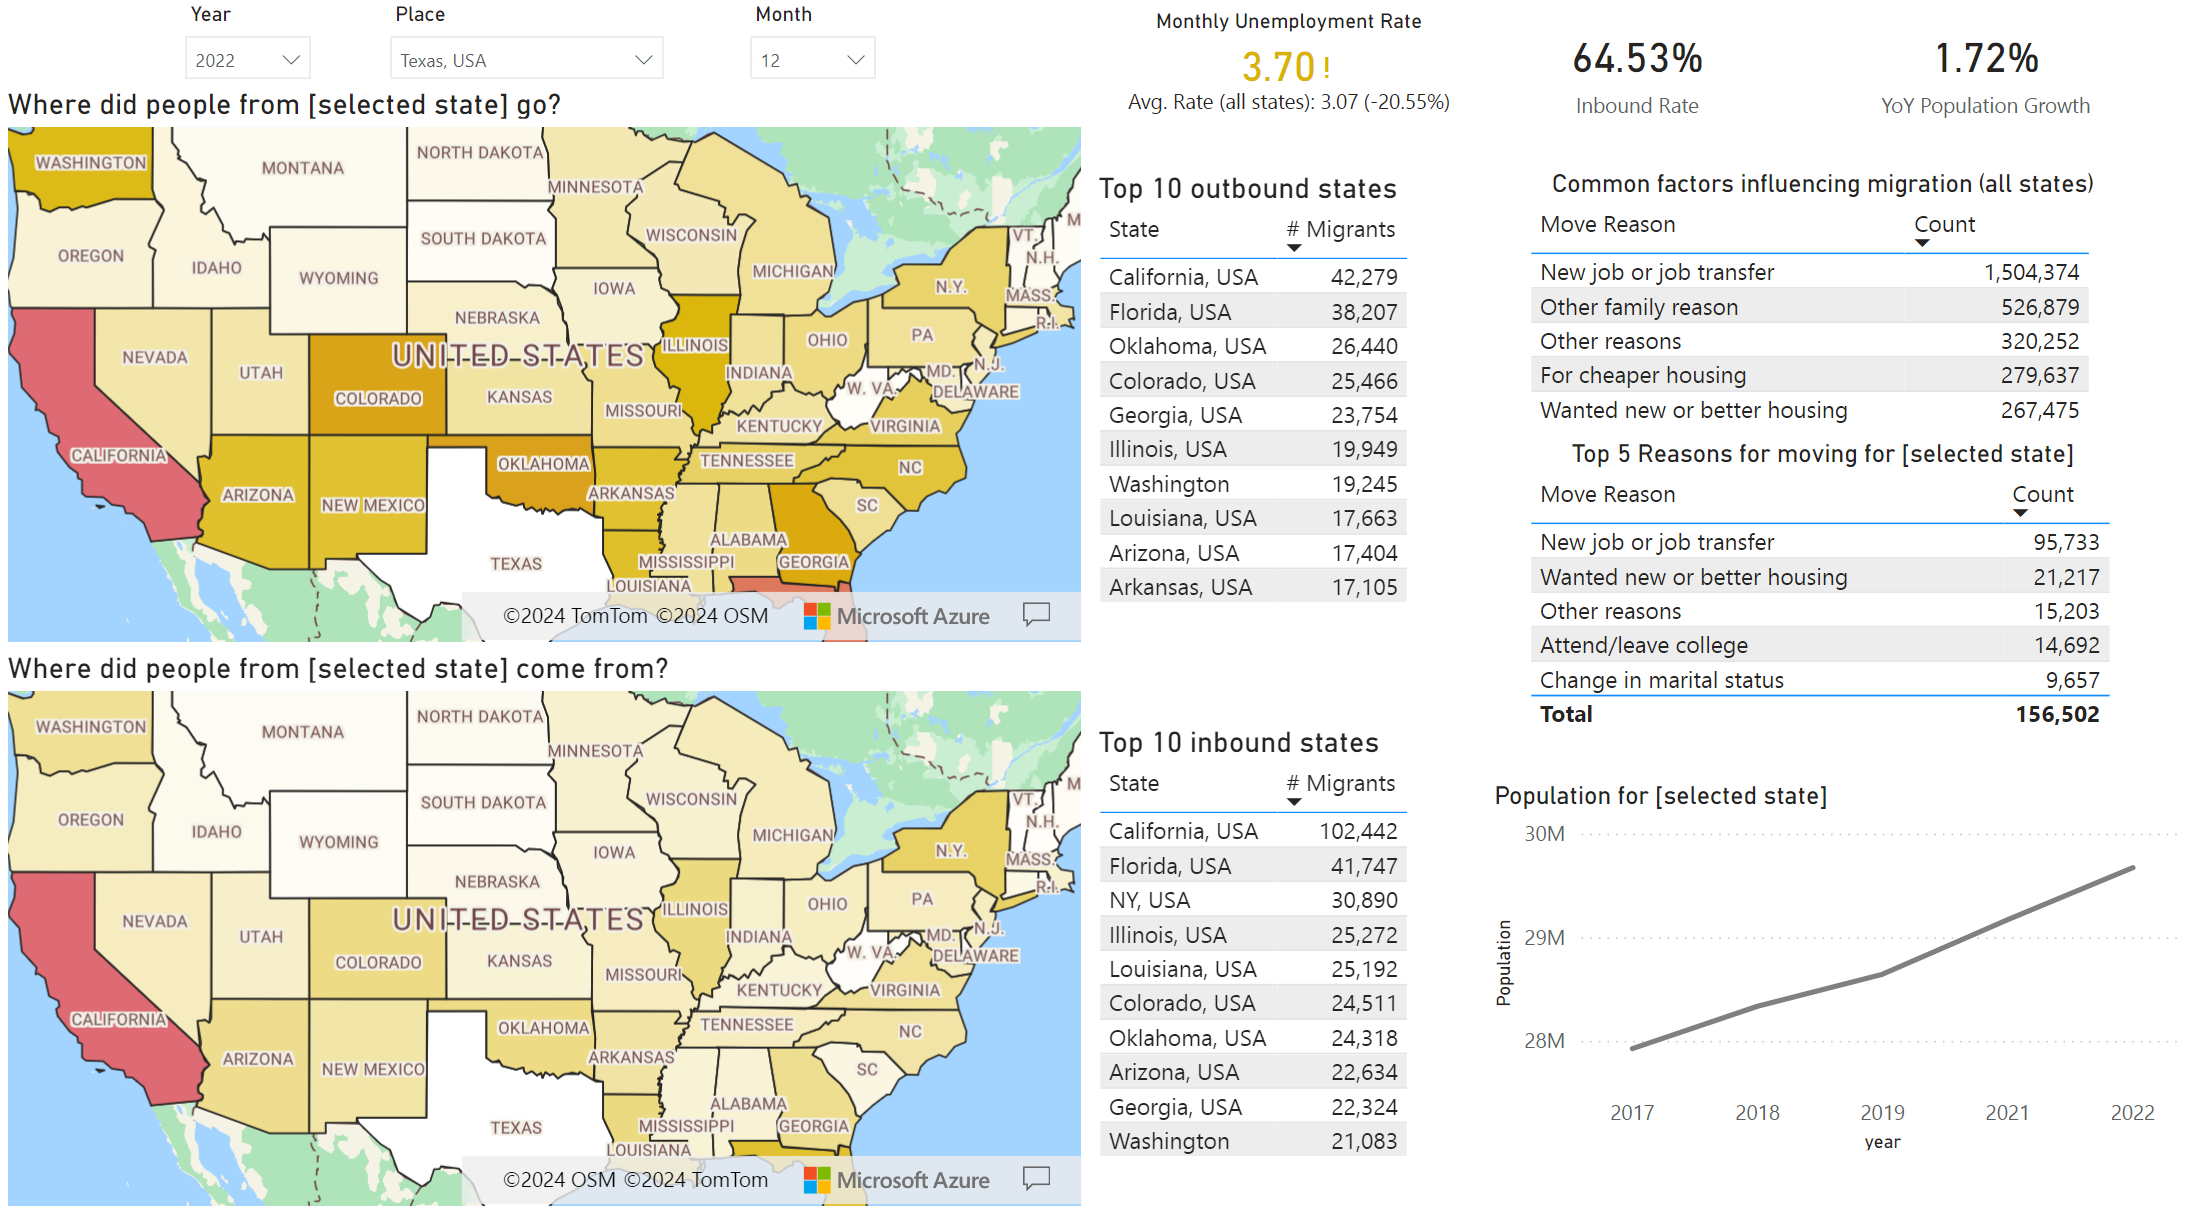 Year
Place
Month
2022
Texas, USA
12
Monthly Unemployment Rate
3.70 !
Avg. Rate (all states): 3.07 (-20.55%)
64.53%
Inbound Rate
1.72%
YoY Population Growth
Where did people from [selected state] go?
WASHINGTON
MONTANA
NORTH DAKOTA
MINNESOTA
OREGON
IDAHO
WYOMING
SOUTH DAKOTA
WISCONSIN
MICHIGAN
VT.
N.H.
M
N.Y.
MASS.
R.I.
IOWA
NEBRASKA
NEVADA
UTAH
UNITED STATES
ILLINOIS
INDIANA
OHIO
PA
N.J.
MD.
DELAWARE
W. VA.
COLORADO
KANSAS
MISSOURI
KENTUCKY
VIRGINIA
CALIFORNIA
OKLAHOMA
TENNESSEE
NC
ARIZONA
NEW MEXICO
ARKANSAS
SC
ALABAMA
MISSISSIPPI
GEORGIA
TEXAS
LOUISIANA
©2024 TomTom ©2024 OSM
Microsoft Azure
Top 10 outbound states
State # Migrants
California, USA 42,279
Florida, USA 38,207
Oklahoma, USA 26,440
Colorado, USA 25,466
Georgia, USA 23,754
Illinois, USA 19,949
Washington 19,245
Louisiana, USA 17,663
Arizona, USA 17,404
Arkansas, USA 17,105
Common factors influencing migration (all states)
Move Reason Count
New job or job transfer 1,504,374
Other family reason 526,879
Other reasons 320,252
For cheaper housing 279,637
Wanted new or better housing 267,475
Top 5 Reasons for moving for [selected state]
Move Reason Count
New job or job transfer 95,733
Wanted new or better housing 21,217
Other reasons 15,203
Attend/leave college 14,692
Change in marital status 9,657
Total 156,502
Where did people from [selected state] come from?
WASHINGTON
MONTANA
NORTH DAKOTA
MINNESOTA
OREGON
IDAHO
WYOMING
SOUTH DAKOTA
WISCONSIN
MICHIGAN
VT.
N.H.
M
N.Y.
MASS.
R.I.
IOWA
NEBRASKA
NEVADA
UTAH
UNITED STATES
ILLINOIS
INDIANA
OHIO
PA
N.J.
MD.
DELAWARE
W. VA.
COLORADO
KANSAS
MISSOURI
KENTUCKY
VIRGINIA
CALIFORNIA
OKLAHOMA
TENNESSEE
NC
ARIZONA
NEW MEXICO
ARKANSAS
SC
ALABAMA
MISSISSIPPI
GEORGIA
TEXAS
LOUISIANA
©2024 OSM ©2024 TomTom
Microsoft Azure
Top 10 inbound states
State # Migrants
California, USA 102,442
Florida, USA 41,747
NY, USA 30,890
Illinois, USA 25,272
Louisiana, USA 25,192
Colorado, USA 24,511
Oklahoma, USA 24,318
Arizona, USA 22,634
Georgia, USA 22,324
Washington 21,083
Population for [selected state]
30M
29M
28M
Population
2017 2018 2019 2021 2022
year